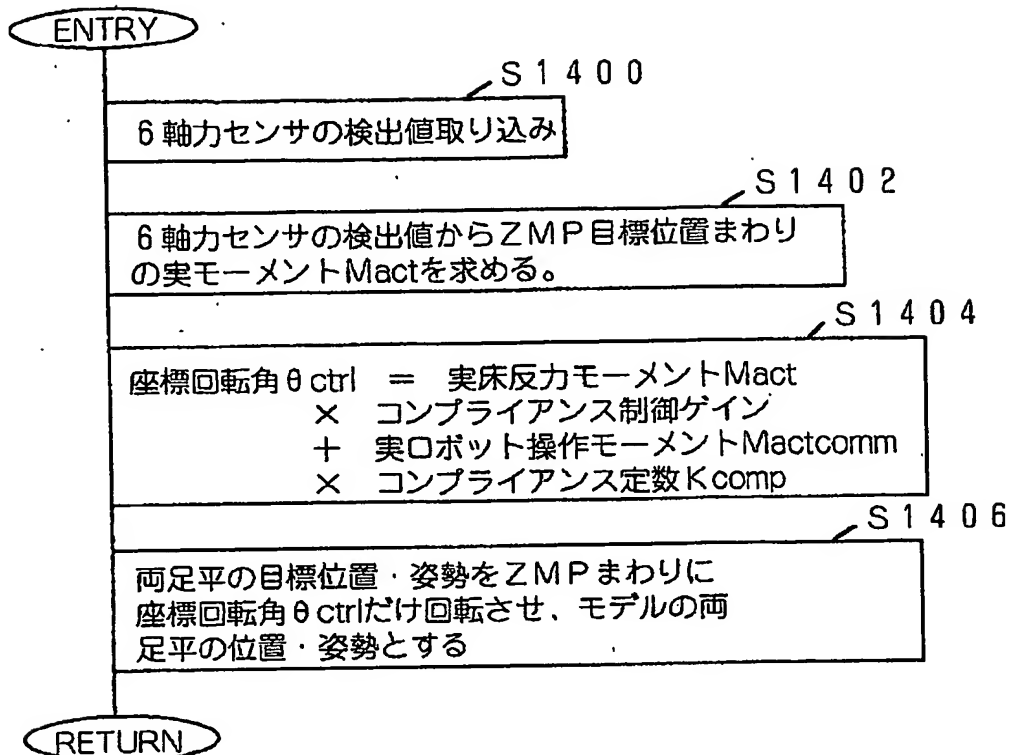 ENTRY
S1400
6軸力センサの検出値取り込み
S1402
6軸力センサの検出値からZMP目標位置まわり
の実モーメントMactを求める。
S1404
座標回転角θctrl = 実床反力モーメントMact
× コンプライアンス制御ゲイン
+ 実ロボット操作モーメントMactcomm
× コンプライアンス定数Kcomp
S1406
両足平の目標位置・姿勢をZMPまわりに
座標回転角θctrlだけ回転させ、モデルの両
足平の位置・姿勢とする
RETURN